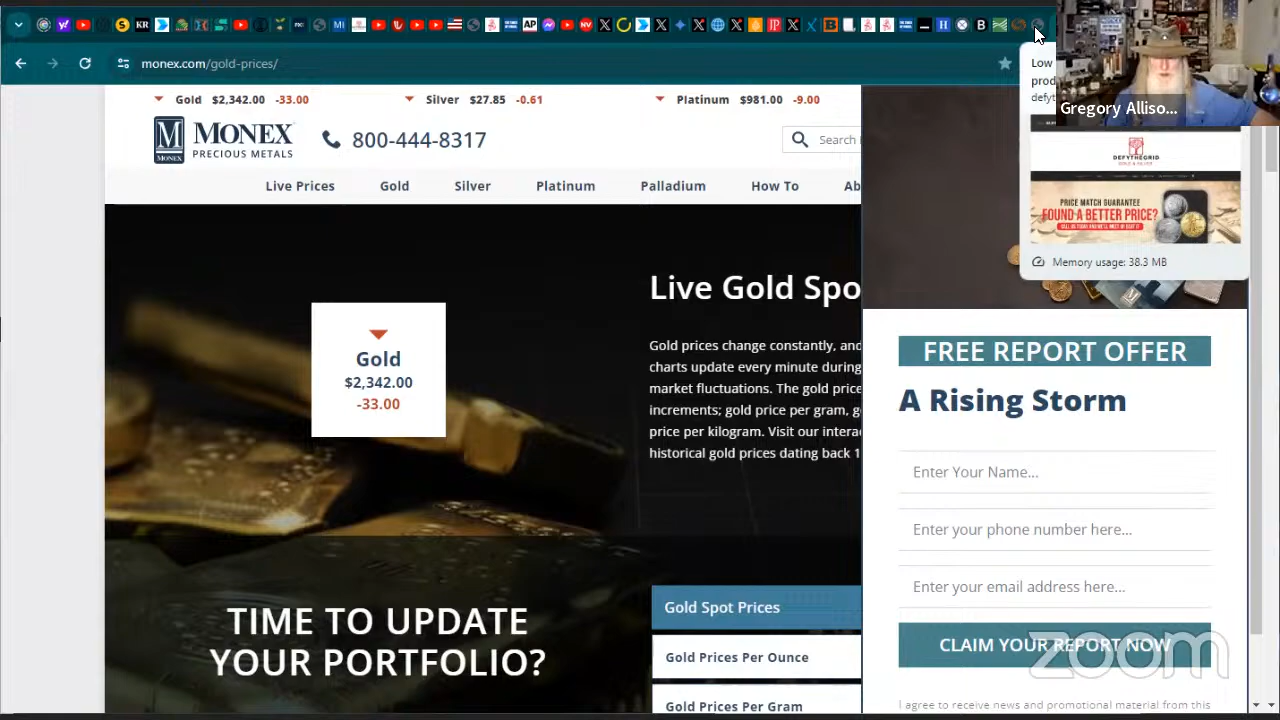 monex.com/gold-prices/
Gold $2,342.00 -33.00
Silver $27.85 -0.61
Platinum $981.00 -9.00
MONEX
PRECIOUS METALS
MONEX
800-444-8317
Search
Live Prices
Gold
Silver
Platinum
Palladium
How To
Ab
Gold
$2,342.00
-33.00
Live Gold Spo
Gold prices change constantly, and
charts update every minute during
market fluctuations. The gold price
increments; gold price per gram, g
price per kilogram. Visit our intera
historical gold prices dating back 1
TIME TO UPDATE
YOUR PORTFOLIO?
Gold Spot Prices
Gold Prices Per Ounce
Gold Prices Per Gram
Low
prod
defyt
Gregory Alliso...
DEFYTHEGRID
PRICE MATCH GUARANTEE
FOUND A BETTER PRICE?
Memory usage: 38.3 MB
FREE REPORT OFFER
A Rising Storm
Enter Your Name...
Enter your phone number here...
Enter your email address here...
CLAIM YOUR REPORT NOW
zoom
I agree to receive news and promotional material from this